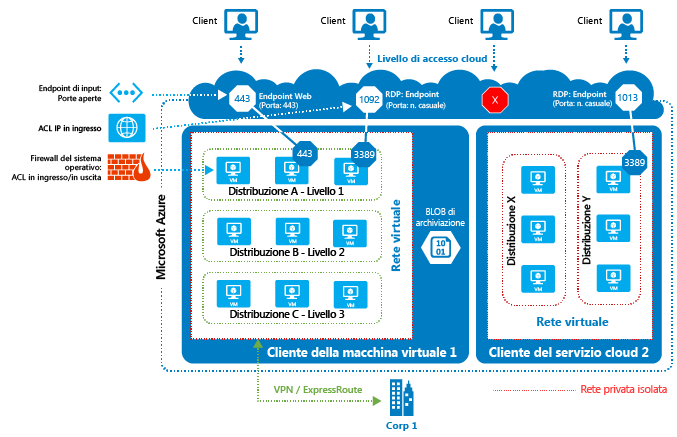 Client
Client
Client
Client
Livello di accesso cloud
Endpoint di input:
Porte aperte
443
Endpoint Web
(Porta: 443)
1092
RDP: Endpoint
(Porta: n. casuale)
X
RDP: Endpoint
(Porta: n. casuale)
1013
ACL IP in ingresso
Firewall del sistema
operativo:
ACL in ingresso/in uscita
443
3389
3389
VM
VM
VM
Distribuzione A - Livello 1
VM
VM
VM
Distribuzione B - Livello 2
VM
VM
VM
Distribuzione C - Livello 3
Microsoft Azure
Rete virtuale
BLOB di
archiviazione
10
01
Distribuzione X
VM
VM
VM
Distribuzione Y
VM
VM
VM
Rete virtuale
Cliente della macchina virtuale 1
Cliente del servizio cloud 2
VPN / ExpressRoute
Rete privata isolata
Corp 1